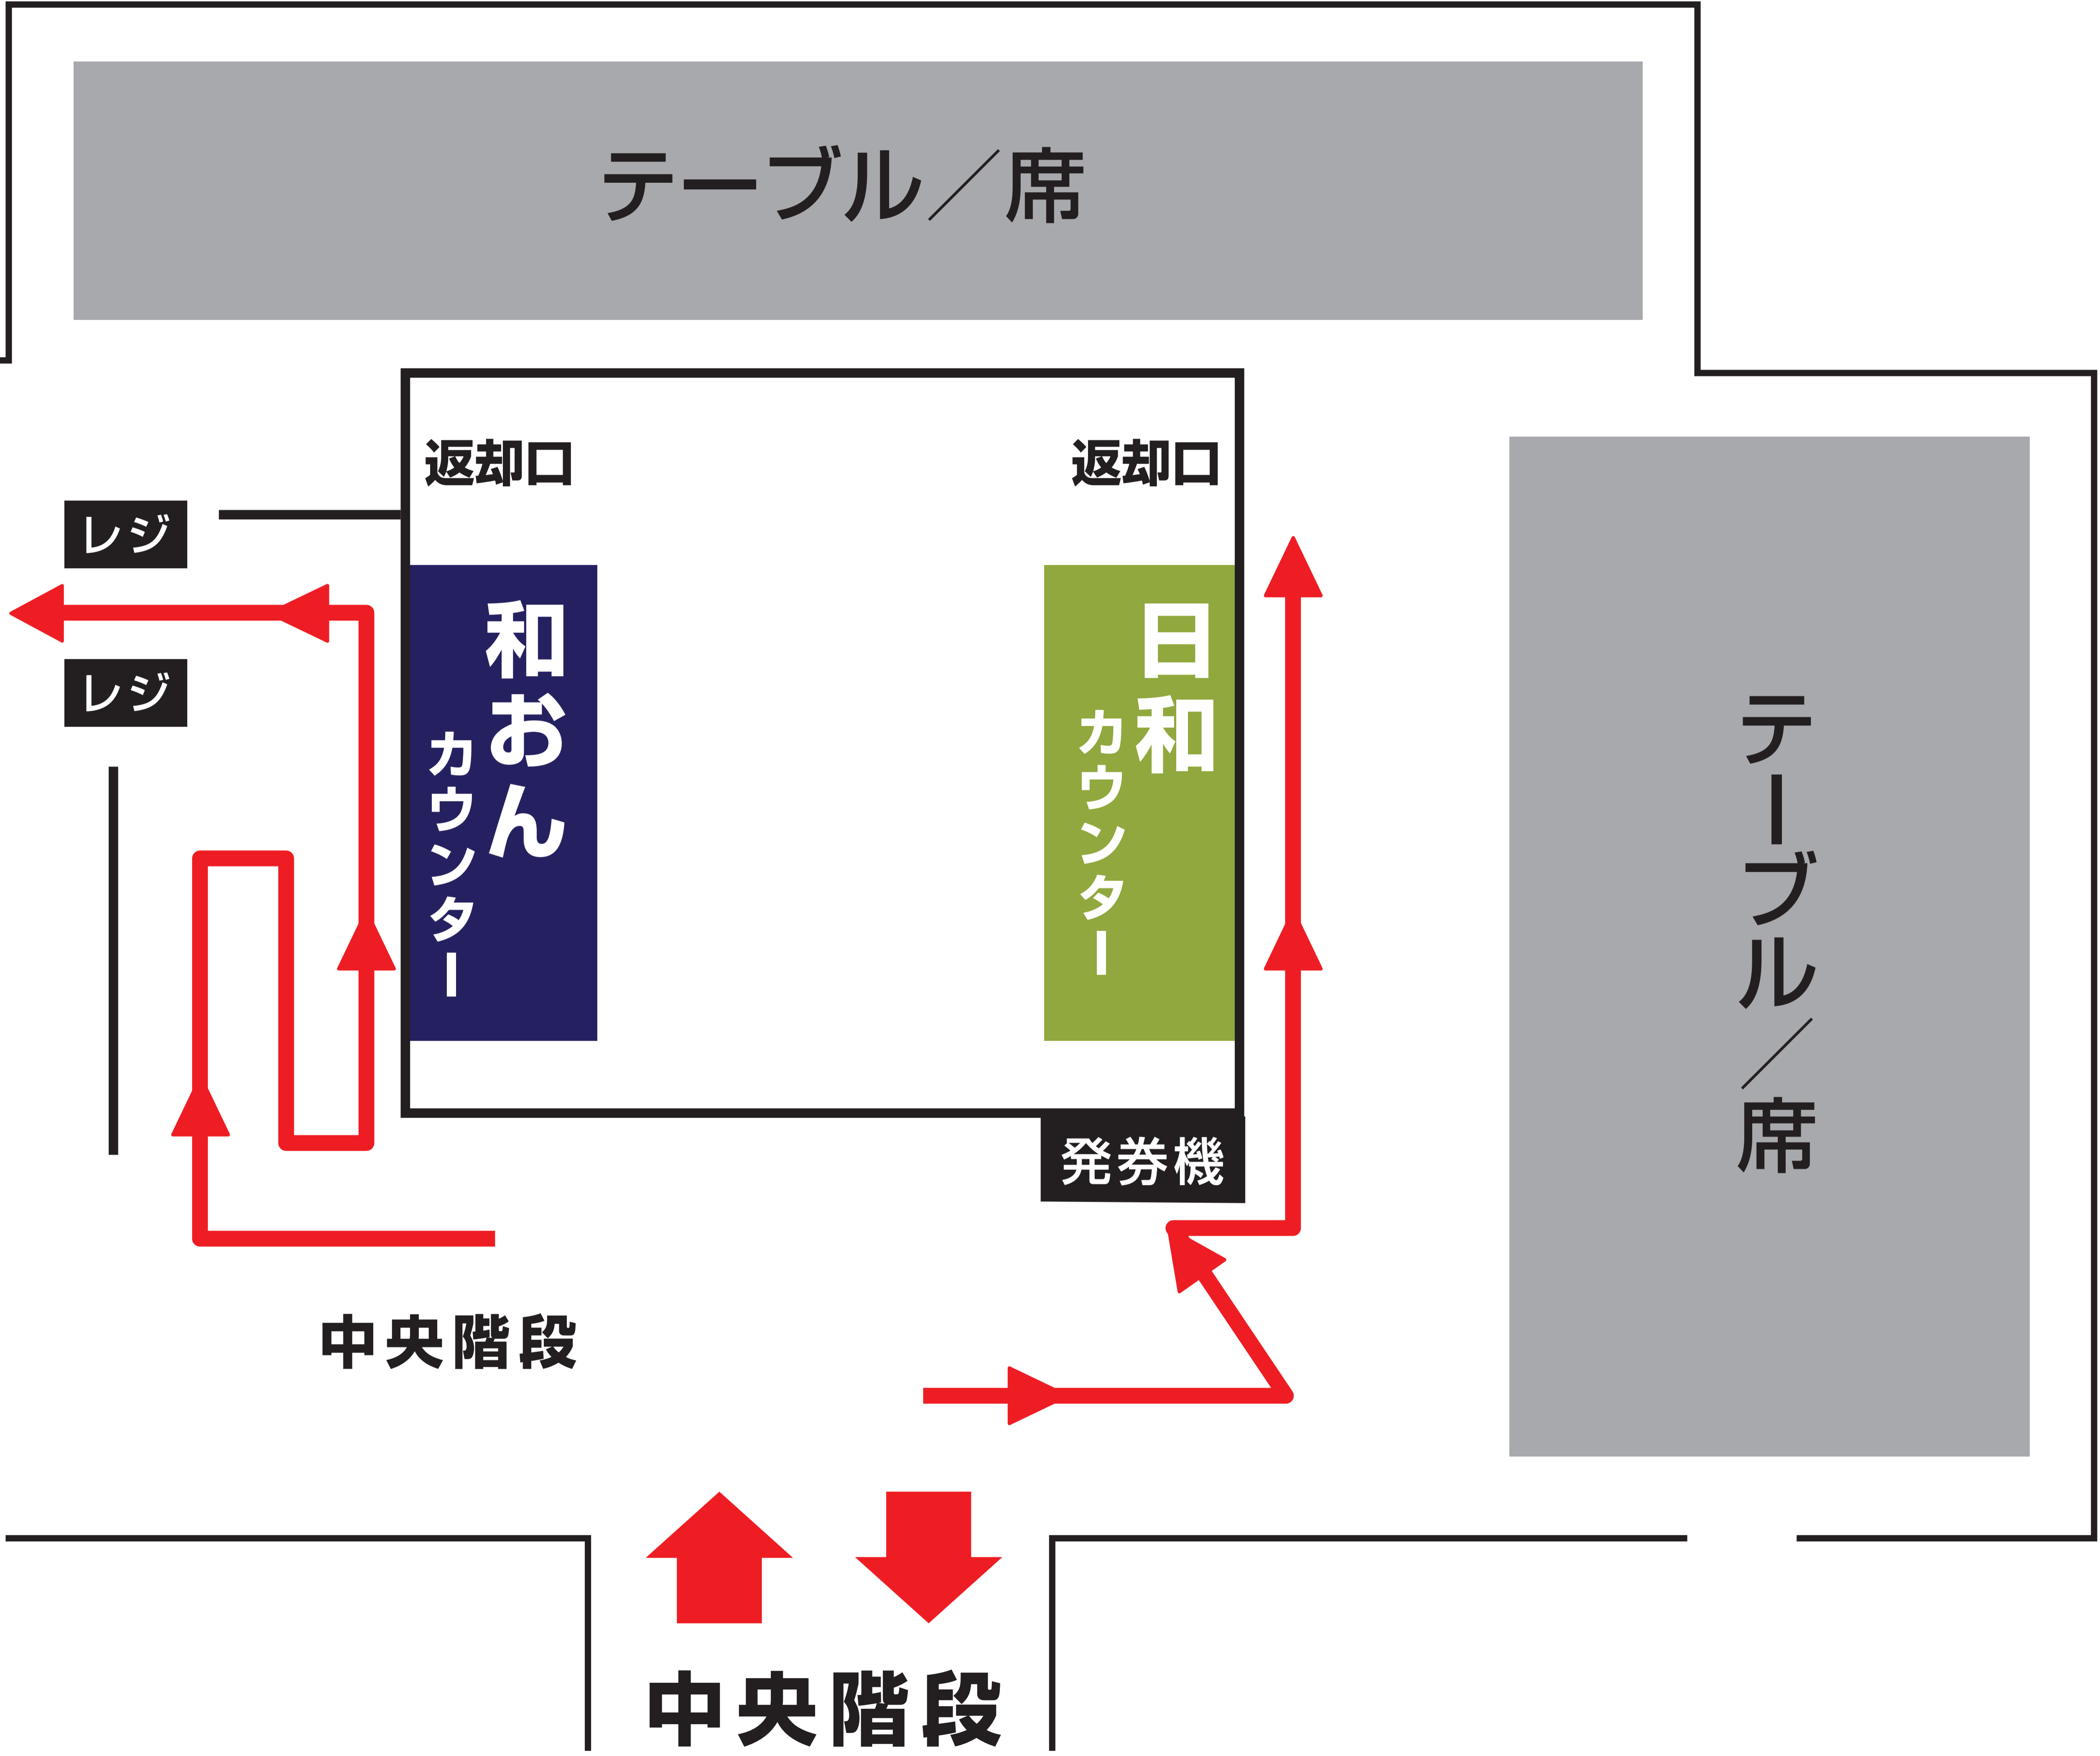 テーブル／席
返却口
返却口
レジ
レジ
和おん
カウンター
日和
カウンター
テーブル／席
発券機
中央階段
中央階段